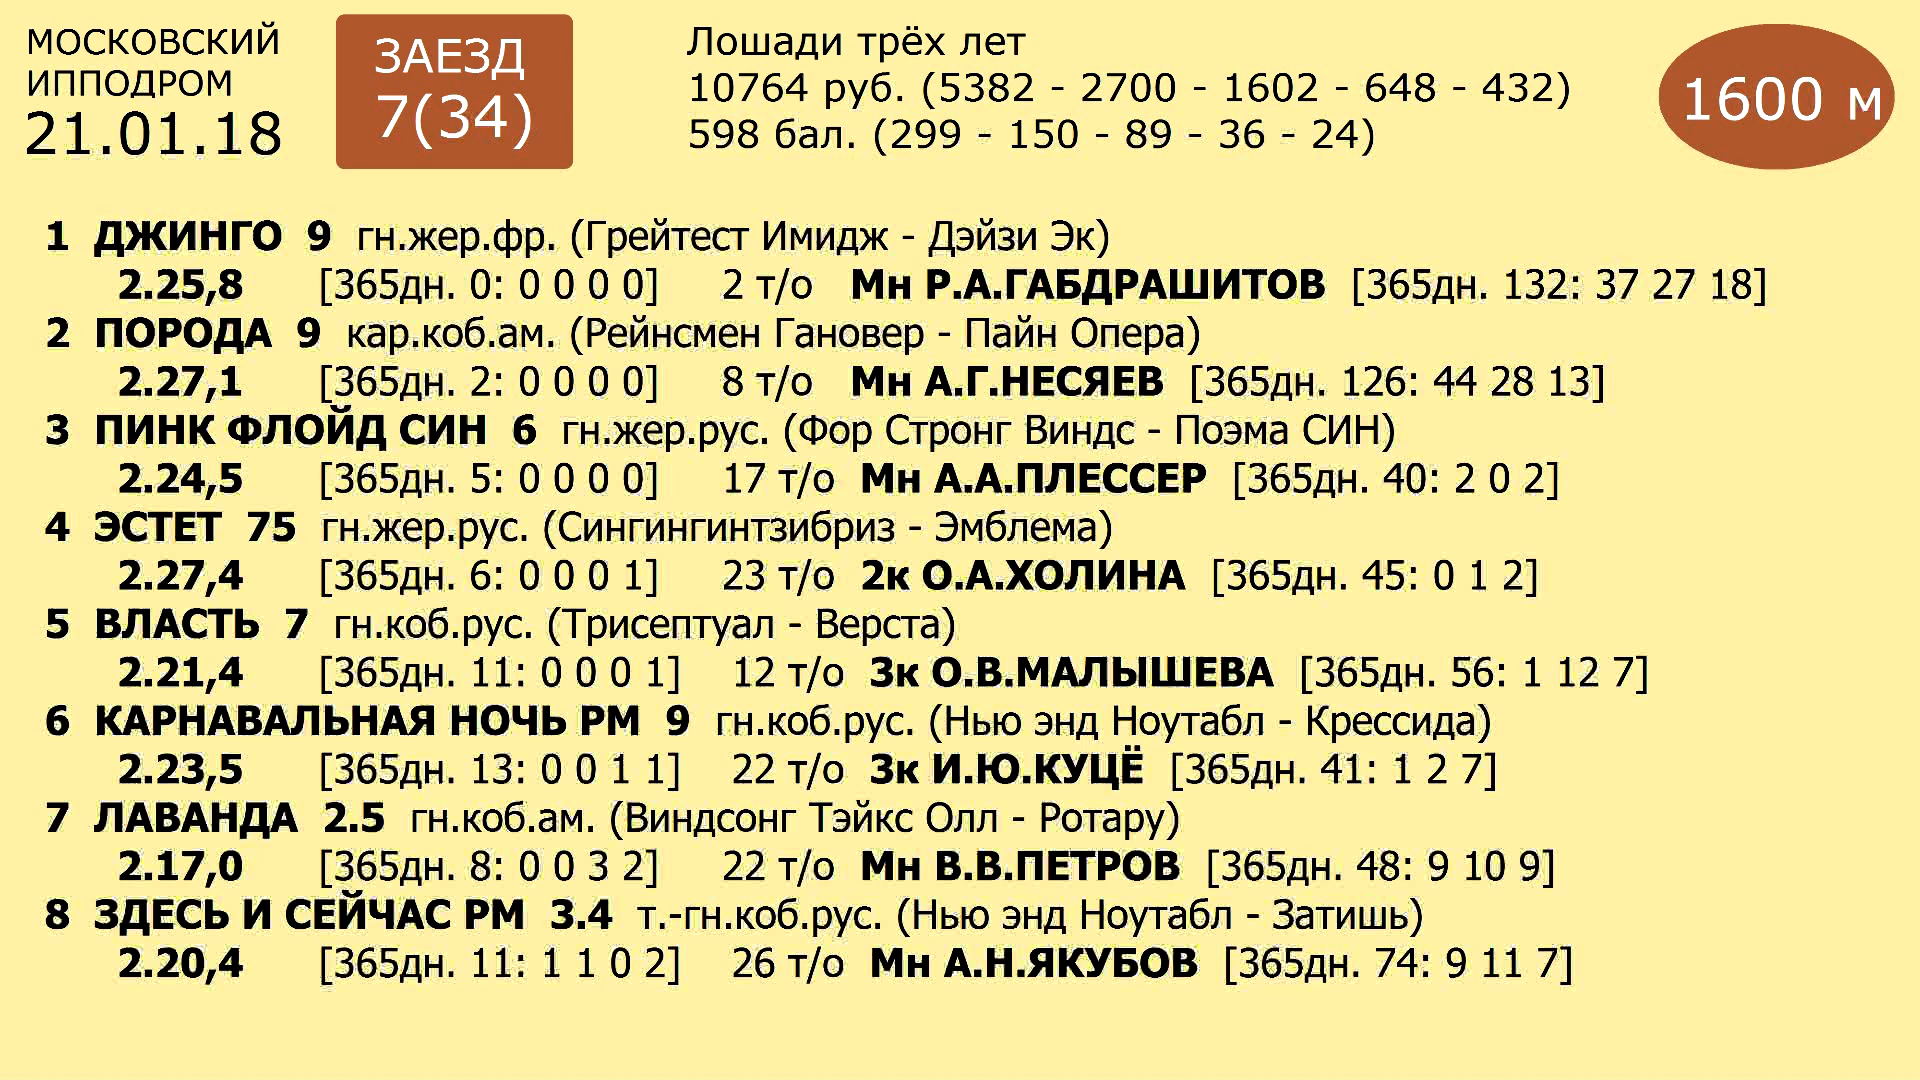 МОСКОВСКИЙ
ИППОДРОМ
21.01.18
ЗАЕЗД
7(34)
Лошади трёх лет
10764 руб. (5382 - 2700 - 1602 - 648 - 432)
598 бал. (299 - 150 - 89 - 36 - 24)
1600 м
1 ДЖИНГО 9 гн.жер.фр. (Грейтест Имидж - Дэйзи Эк)
2.25,8 [365дн. 0: 0 0 0 0] 2 т/о Мн Р.А.ГАБДРАШИТОВ [365дн. 132: 37 27 18]
2 ПОРОДА 9 кар.коб.ам. (Рейнсмен Гановер - Пайн Опера)
2.27,1 [365дн. 2: 0 0 0 0] 8 т/о Мн А.Г.НЕСЯЕВ [365дн. 126: 44 28 13]
3 ПИНК ФЛОЙД СИН 6 гн.жер.рус. (Фор Стронг Виндс - Поэма СИН)
2.24,5 [365дн. 5: 0 0 0 0] 17 т/о Мн А.А.ПЛЕССЕР [365дн. 40: 2 0 2]
4 ЭСТЕТ 75 гн.жер.рус. (Сингингинтзибриз - Эмблема)
2.27,4 [365дн. 6: 0 0 0 1] 23 т/о 2к О.А.ХОЛИНА [365дн. 45: 0 1 2]
5 ВЛАСТЬ 7 гн.коб.рус. (Трисептуал - Верста)
2.21,4 [365дн. 11: 0 0 0 1] 12 т/о 3к О.В.МАЛЫШЕВА [365дн. 56: 1 12 7]
6 КАРНАВАЛЬНАЯ НОЧЬ РМ 9 гн.коб.рус. (Нью энд Ноутабл - Крессида)
2.23,5 [365дн. 13: 0 0 1 1] 22 т/о 3к И.Ю.КУЦЁ [365дн. 41: 1 2 7]
7 ЛАВАНДА 2.5 гн.коб.ам. (Виндсонг Тэйкс Олл - Ротару)
2.17,0 [365дн. 8: 0 0 3 2] 22 т/о Мн В.В.ПЕТРОВ [365дн. 48: 9 10 9]
8 ЗДЕСЬ И СЕЙЧАС РМ 3.4 т.-гн.коб.рус. (Нью энд Ноутабл - Затишь)
2.20,4 [365дн. 11: 1 1 0 2] 26 т/о Мн А.Н.ЯКУБОВ [365дн. 74: 9 11 7]